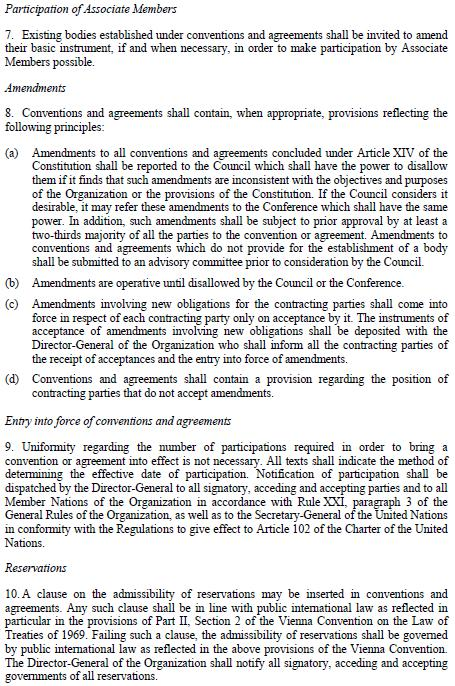 Participation of Associate Members
7. Existing bodies established under conventions and agreements shall be invited to amend
their basic instrument, if and when necessary, in order to make participation by Associate
Members possible.
Amendments
8. Conventions and agreements shall contain, when appropriate, provisions reflecting the
following principles:
(a) Amendments to all conventions and agreements concluded under Article XIV of the
Constitution shall be reported to the Council which shall have the power to disallow
them if it finds that such amendments are inconsistent with the objectives and purposes
of the Organization or the provisions of the Constitution. If the Council considers it
desirable, it may refer these amendments to the Conference which shall have the same
power. In addition, such amendments shall be subject to prior approval by at least a
two-thirds majority of all the parties to the convention or agreement. Amendments to
conventions and agreements which do not provide for the establishment of a body
shall be submitted to an advisory committee prior to consideration by the Council.
(b) Amendments are operative until disallowed by the Council or the Conference.
(c) Amendments involving new obligations for the contracting parties shall come into
force in respect of each contracting party only on acceptance by it. The instruments of
acceptance of amendments involving new obligations shall be deposited with the
Director-General of the Organization who shall inform all the contracting parties of
the receipt of acceptances and the entry into force of amendments.
(d) Conventions and agreements shall contain a provision regarding the position of
contracting parties that do not accept amendments.
Entry into force of conventions and agreements
9. Uniformity regarding the number of participations required in order to bring a
convention or agreement into effect is not necessary. All texts shall indicate the method of
determining the effective date of participation. Notification of participation shall be
dispatched by the Director-General to all signatory, acceding and accepting parties and to all
Member Nations of the Organization in accordance with Rule XXI, paragraph 3 of the
General Rules of the Organization, as well as to the Secretary-General of the United Nations
in conformity with the Regulations to give effect to Article 102 of the Charter of the United
Nations.
Reservations
10. A clause on the admissibility of reservations may be inserted in conventions and
agreements. Any such clause shall be in line with public international law as reflected in
particular in the provisions of Part II, Section 2 of the Vienna Convention on the Law of
Treaties of 1969. Failing such a clause, the admissibility of reservations shall be governed
by public international law as reflected in the above provisions of the Vienna Convention.
The Director-General of the Organization shall notify all signatory, acceding and accepting
governments of all reservations.